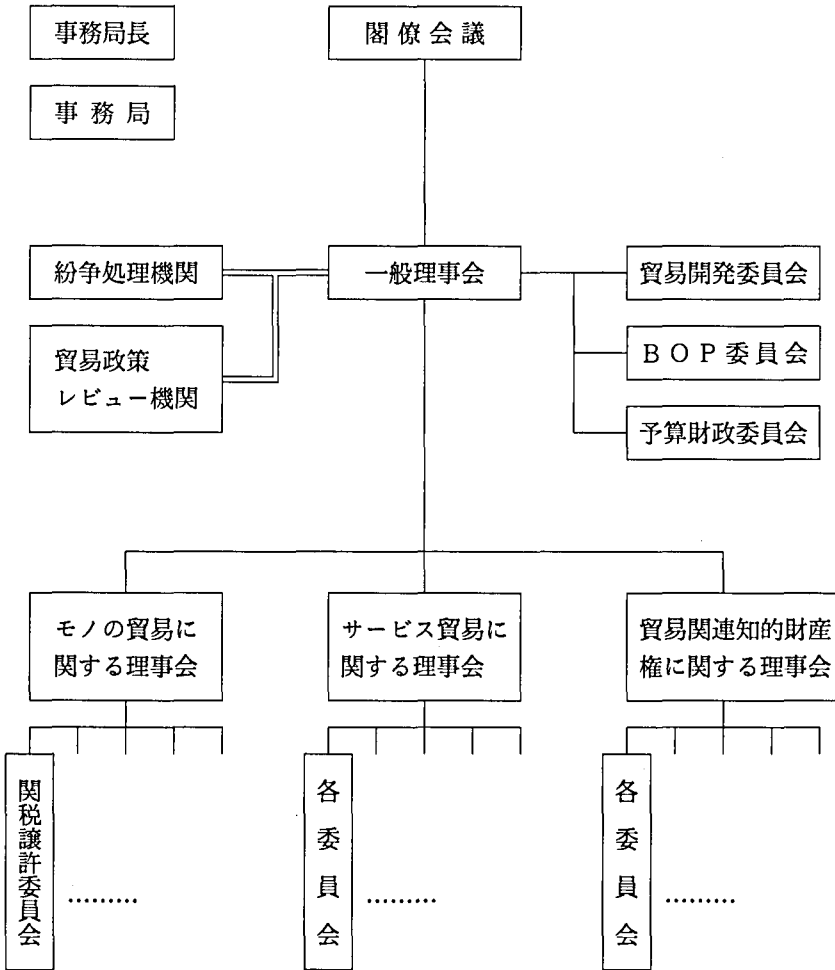 事務局長
閣僚会議
事務局
紛争処理機関
一般理事会
貿易開発委員会
貿易政策
レビュー機関
BOP委員会
予算財政委員会
モノの貿易に
関する理事会
サービス貿易に
関する理事会
貿易関連知的財産
権に関する理事会
関税譲許委員会
………
各委員会
………
各委員会
………